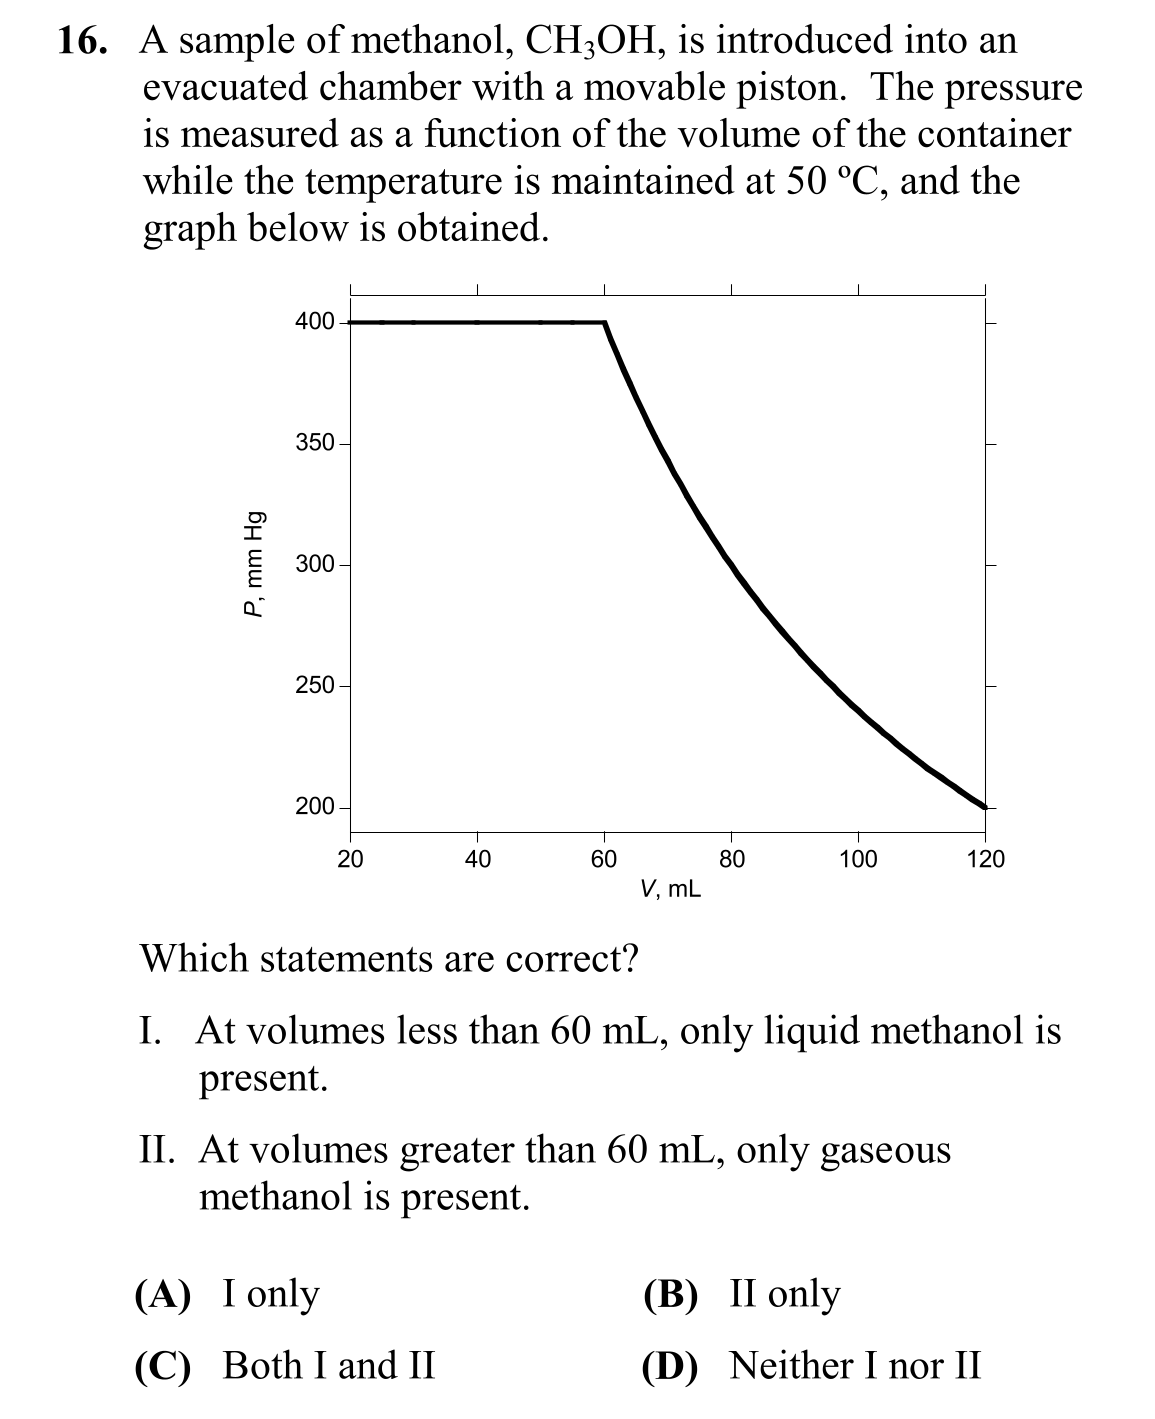 16. A sample of methanol, CH₃OH, is introduced into an
evacuated chamber with a movable piston.  The pressure
is measured as a function of the volume of the container
while the temperature is maintained at 50 ºC, and the
graph below is obtained.
400
350
300
250
200
P, mm Hg
20 40 60 80 100 120
V, mL
Which statements are correct?
I. At volumes less than 60 mL, only liquid methanol is
present.
II. At volumes greater than 60 mL, only gaseous
methanol is present.
(A) I only (B) II only
(C) Both I and II (D) Neither I nor II